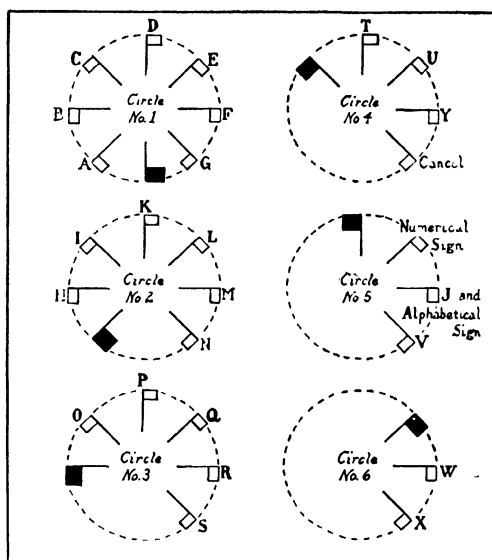 D
C E
Circle
No. 1
B F
A G
T
U
Circle
No 4
Y
Cancel
K
I L
Circle
No 2
H M
N
Numerical
Sign
Circle
No 5
J and
Alphabetical
Sign
V
P
O Q
Circle
No. 3
R
S
Circle
No. 6
W
X